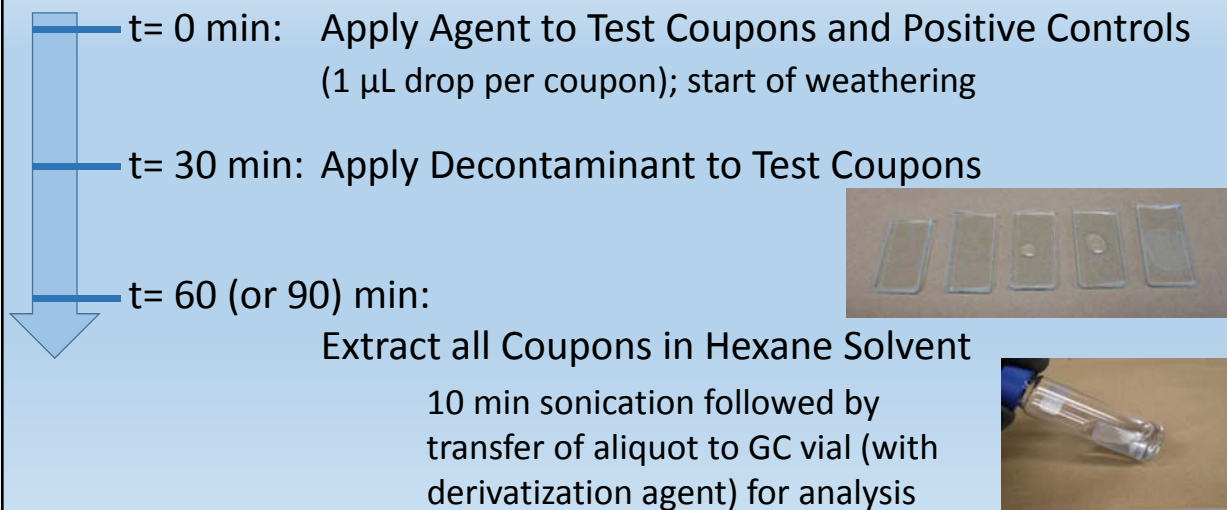 t= 0 min: Apply Agent to Test Coupons and Positive Controls
(1 µL drop per coupon); start of weathering
t= 30 min: Apply Decontaminant to Test Coupons
t= 60 (or 90) min:
Extract all Coupons in Hexane Solvent
10 min sonication followed by
transfer of aliquot to GC vial (with
derivatization agent) for analysis